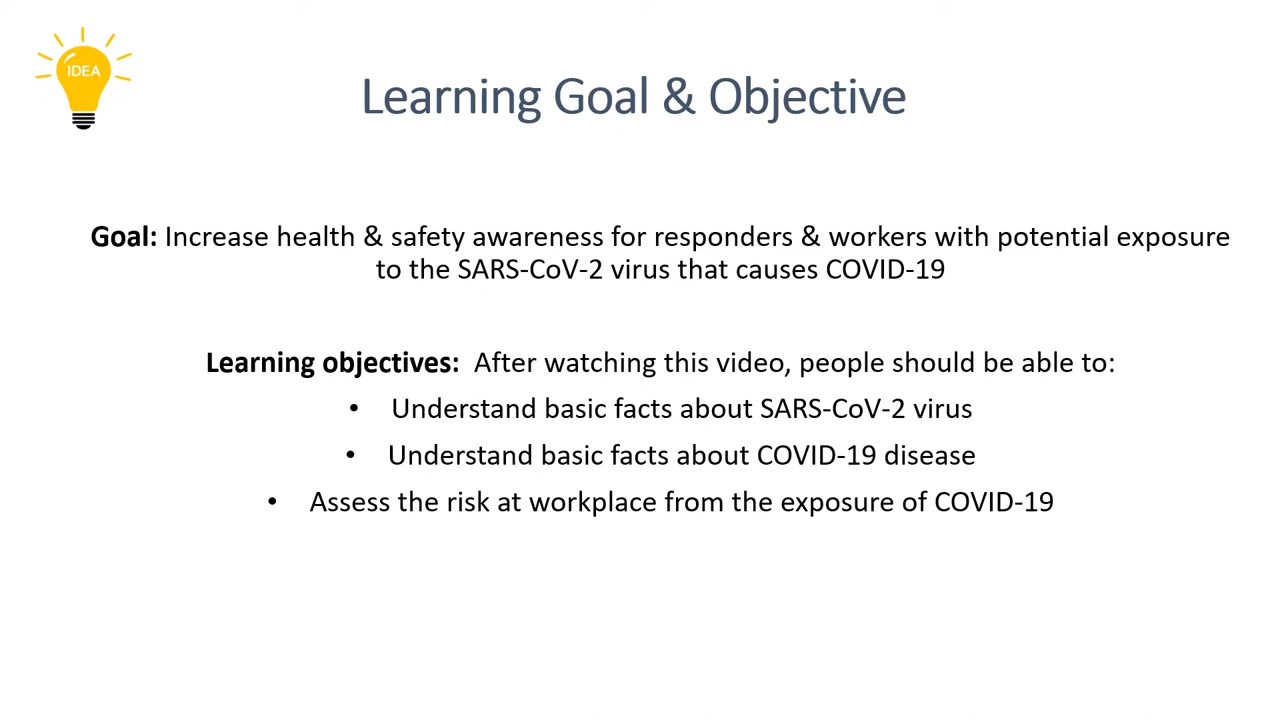 IDEA
Learning Goal & Objective
Goal: Increase health & safety awareness for responders & workers with potential exposure
to the SARS-CoV-2 virus that causes COVID-19
Learning objectives: After watching this video, people should be able to:
• Understand basic facts about SARS-CoV-2 virus
• Understand basic facts about COVID-19 disease
• Assess the risk at workplace from the exposure of COVID-19